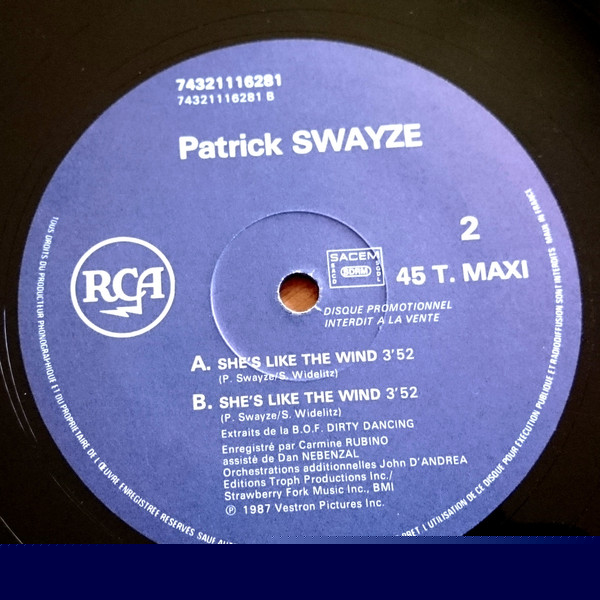 74321116281
74321116281 B
Patrick SWAYZE
2
RCA
SACEM
SACD
SDRM
SGDL
45 T. MAXI
DISQUE PROMOTIONNEL
INTERDIT A LA VENTE
A. SHE'S LIKE THE WIND 3'52
(P. Swayze/S. Widelitz)
B. SHE'S LIKE THE WIND 3'52
(P. Swayze/S. Widelitz)
Extraits de la B.O.F. DIRTY DANCING
Enregistré par Carmine RUBINO
assisté de Dan NEBENZAL
Orchestrations additionnelles John D'ANDREA
Editions Troph Productions Inc./
Strawberry Fork Music Inc., BMI
℗ 1987 Vestron Pictures Inc.
TOUS DROITS DU PRODUCTEUR PHONOGRAPHIQUE ET DU PROPRIETAIRE DE L'ŒUVRE ENREGISTREE RESERVES SAUF
PRET, L'UTILISATION DE CE DISQUE POUR EXECUTION PUBLIQUE ET RADIODIFFUSION SONT INTERDITS MADE IN FRANCE